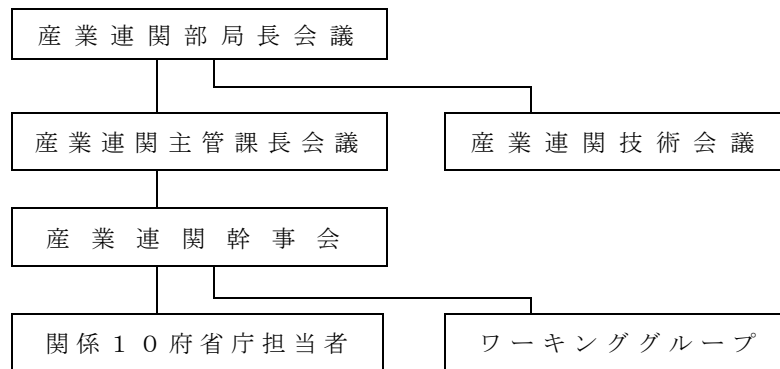 産業連関部局長会議
産業連関主管課長会議
産業連関技術会議
産業連関幹事会
関係10府省庁担当者
ワーキンググループ